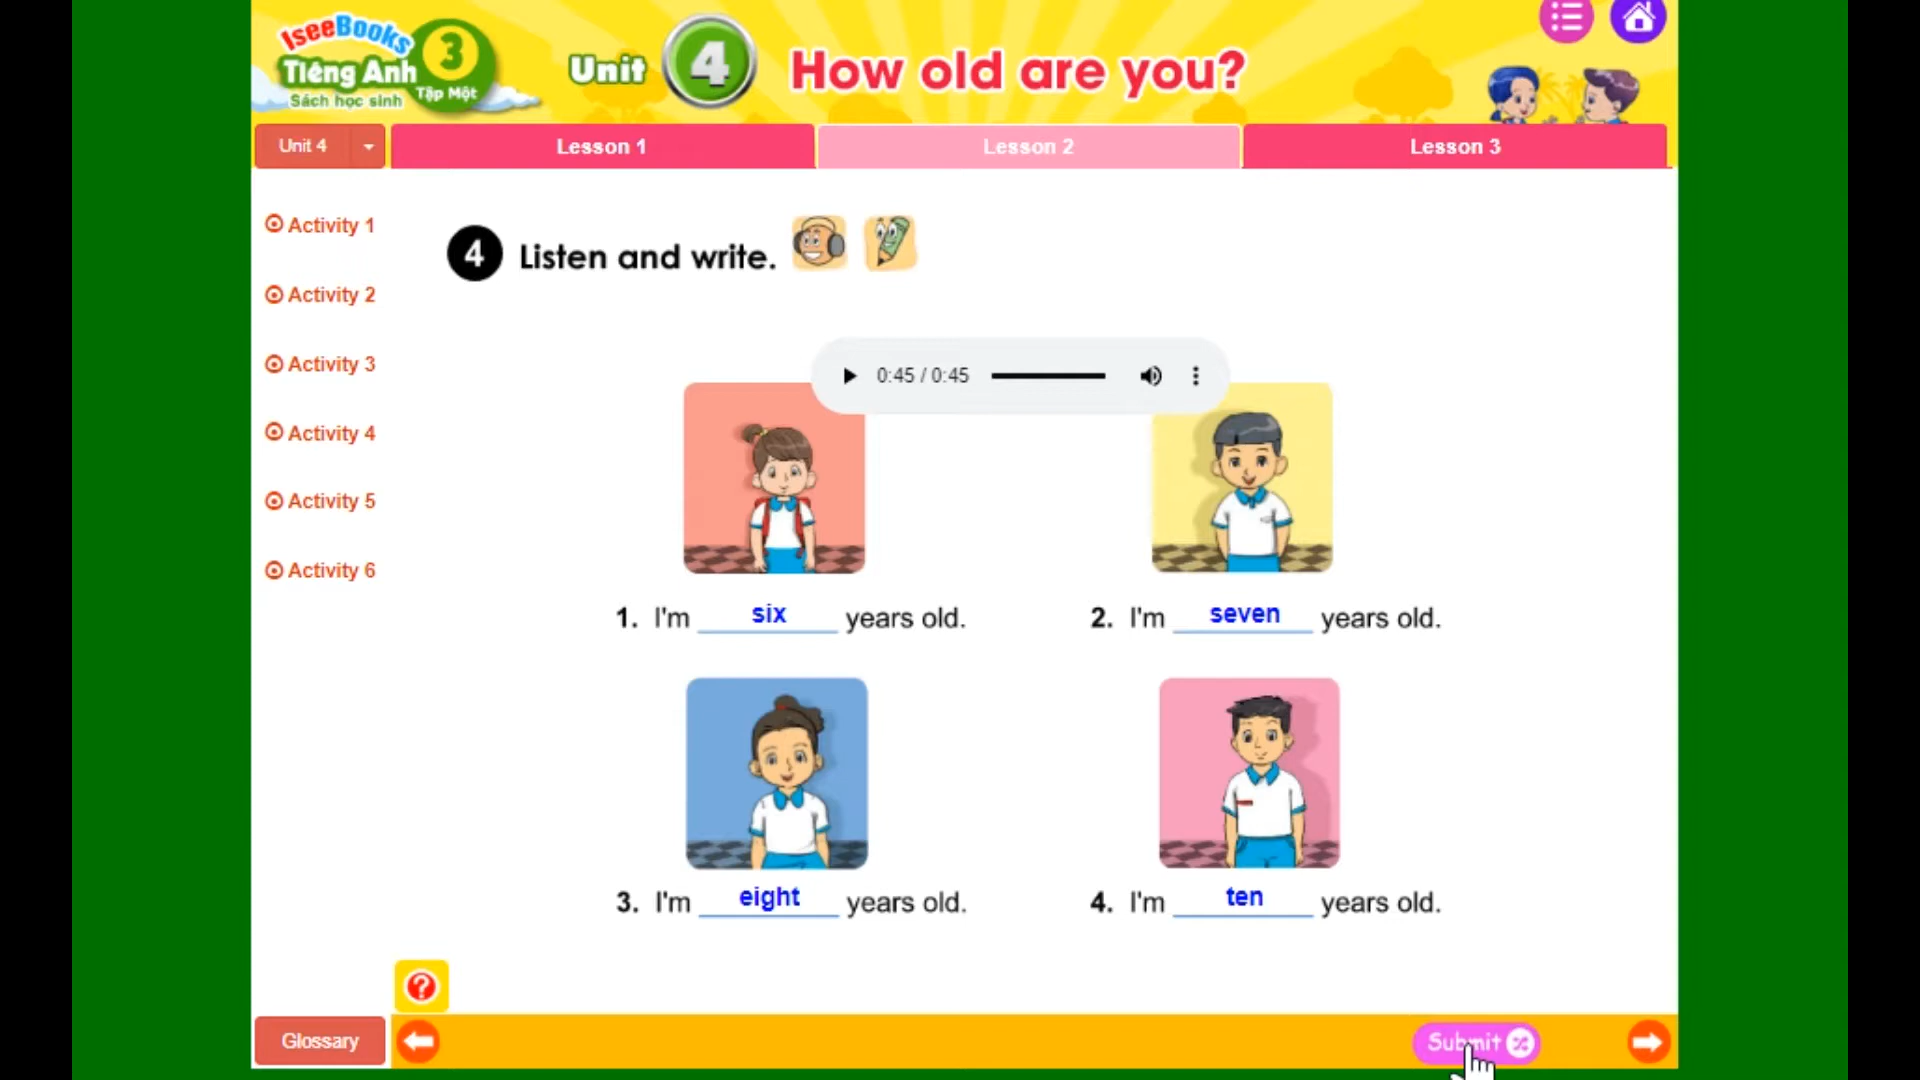 IseeBooks
Tiếng Anh 3
Sách học sinh Tập Một
Unit 4 How old are you?
Unit 4 Lesson 1 Lesson 2 Lesson 3
Activity 1
Activity 2
Activity 3
Activity 4
Activity 5
Activity 6
4 Listen and write.
0:45 / 0:45
1. I'm six years old.
2. I'm seven years old.
3. I'm eight years old.
4. I'm ten years old.
?
Glossary
Submit